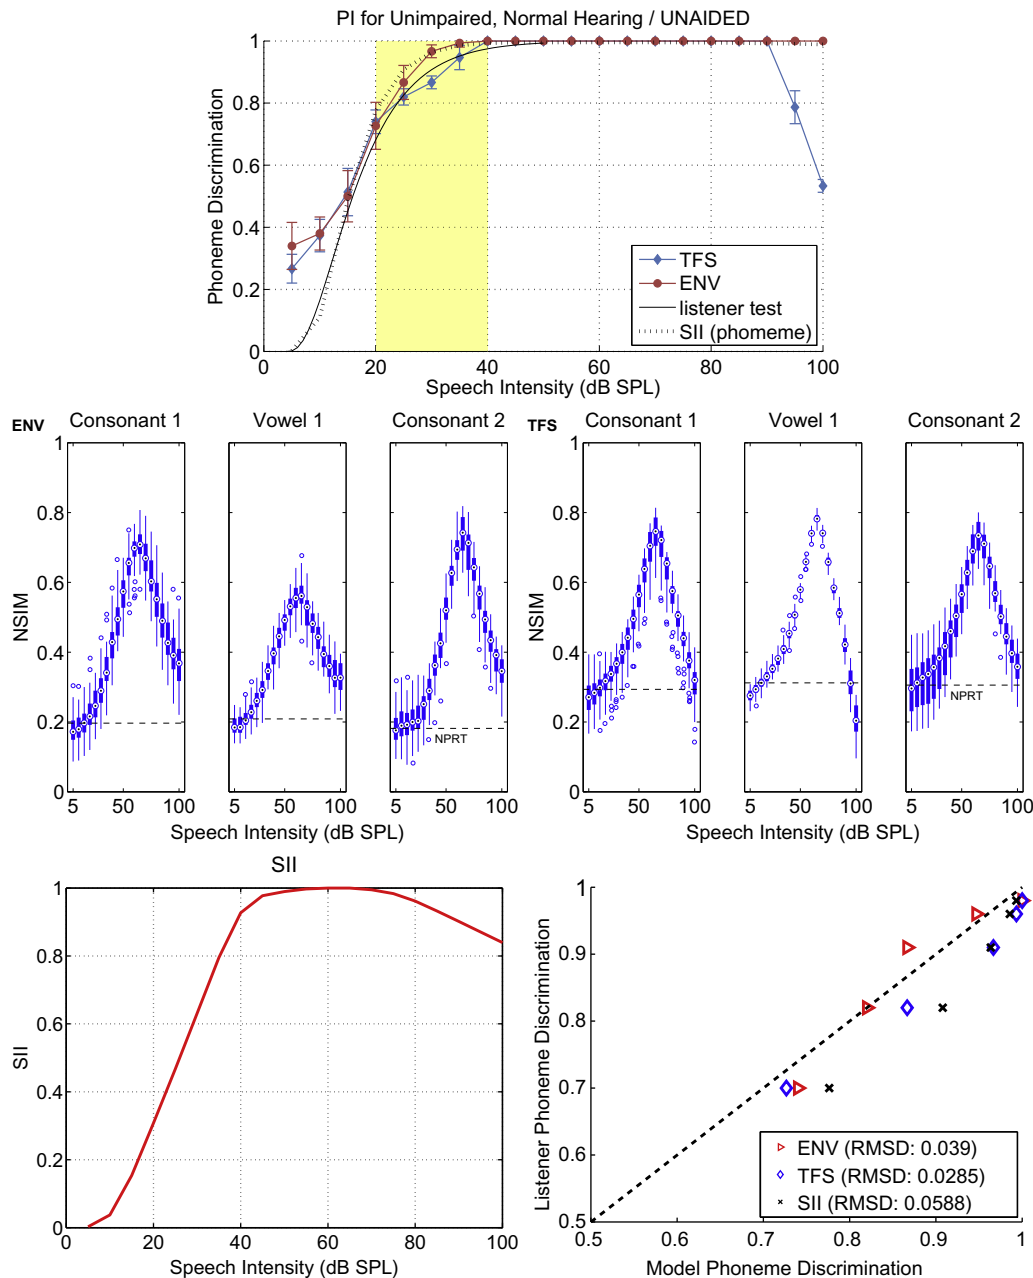 PI for Unimpaired, Normal Hearing / UNAIDED
1
0.8
0.6
0.4
0.2
0
Phoneme Discrimination
0 20 40 60 80 100
Speech Intensity (dB SPL)
TFS
ENV
listener test
SII (phomeme)
ENV Consonant 1 Vowel 1 Consonant 2
1
0.8
0.6
0.4
0.2
0
NSIM
NPRT
5 50 100 5 50 100 5 50 100
Speech Intensity (dB SPL)
TFS Consonant 1 Vowel 1 Consonant 2
1
0.8
0.6
0.4
0.2
0
NSIM
NPRT
5 50 100 5 50 100 5 50 100
Speech Intensity (dB SPL)
SII
1
0.8
0.6
0.4
0.2
0
SII
0 20 40 60 80 100
Speech Intensity (dB SPL)
1
0.9
0.8
0.7
0.6
0.5
Listener Phoneme Discrimination
ENV (RMSD: 0.039)
TFS (RMSD: 0.0285)
SII (RMSD: 0.0588)
0.5 0.6 0.7 0.8 0.9 1
Model Phoneme Discrimination